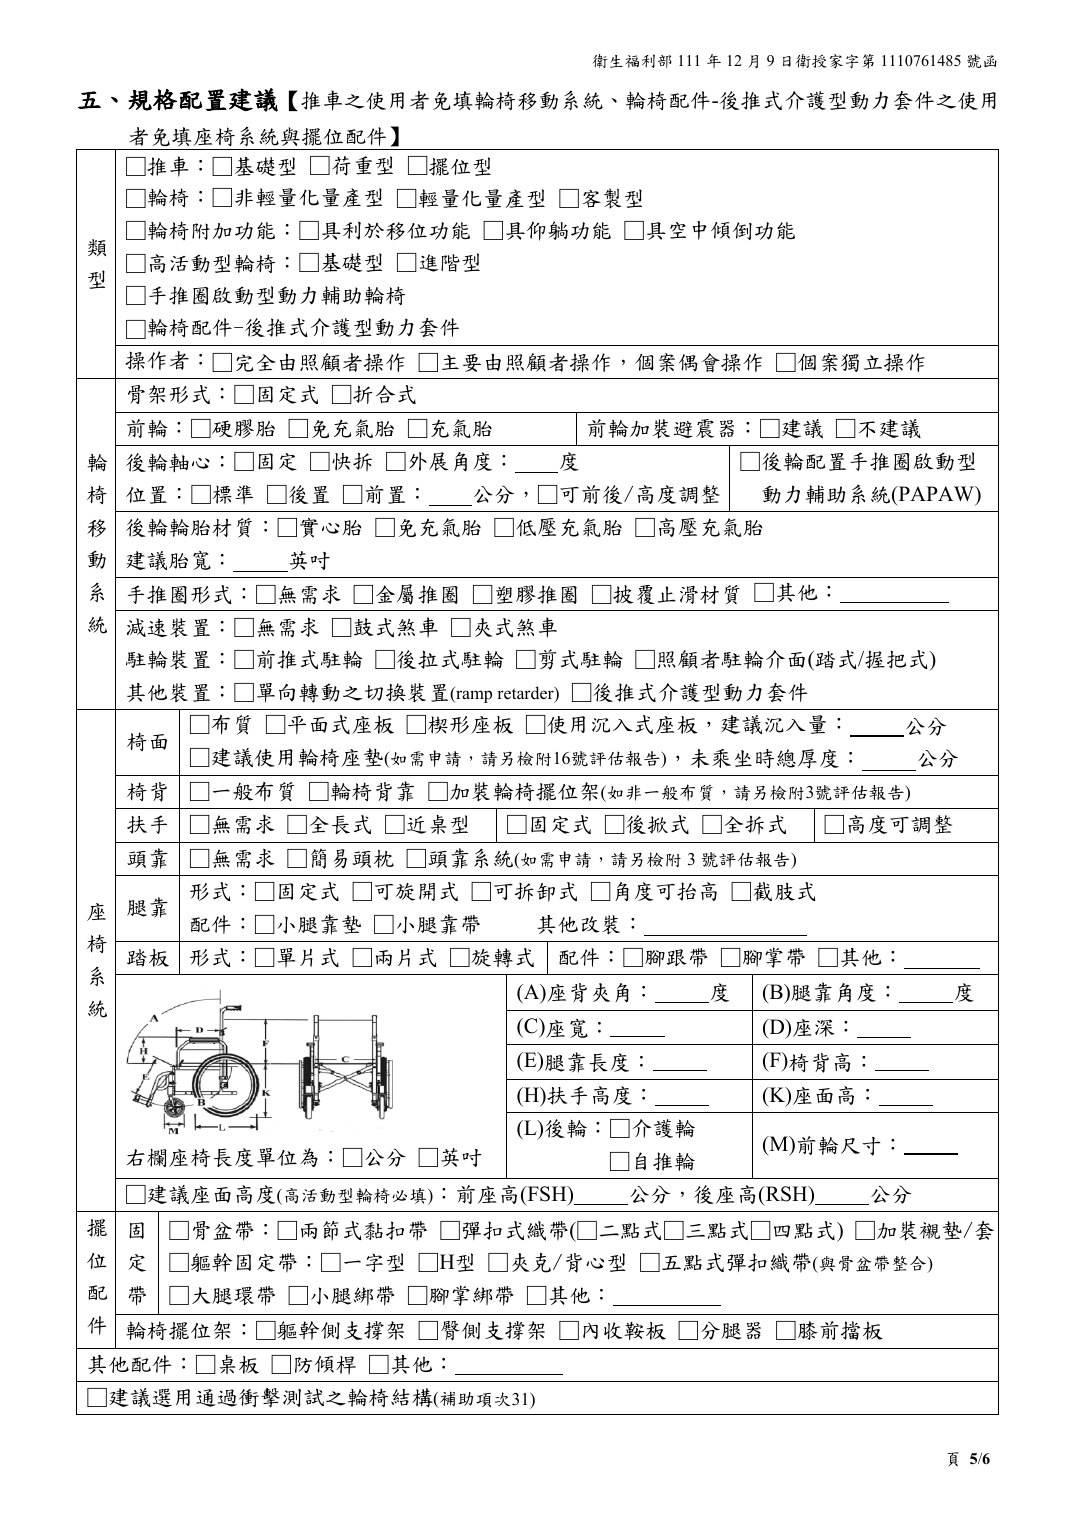 衛生福利部 111 年 12 月 9 日衛授家字第 1110761485 號函
五、規格配置建議【推車之使用者免填輪椅移動系統、輪椅配件-後推式介護型動力套件之使用
者免填座椅系統與擺位配件】
類型
□推車：□基礎型 □荷重型 □擺位型
□輪椅：□非輕量化量產型 □輕量化量產型 □客製型
□輪椅附加功能：□具利於移位功能 □具仰躺功能 □具空中傾倒功能
□高活動型輪椅：□基礎型 □進階型
□手推圈啟動型動力輔助輪椅
□輪椅配件-後推式介護型動力套件
操作者：□完全由照顧者操作 □主要由照顧者操作，個案偶會操作 □個案獨立操作
輪椅移動系統
骨架形式：□固定式 □折合式
前輪：□硬膠胎 □免充氣胎 □充氣胎
前輪加裝避震器：□建議 □不建議
後輪軸心：□固定 □快拆 □外展角度：____度
位置：□標準 □後置 □前置：____公分，□可前後/高度調整
□後輪配置手推圈啟動型
動力輔助系統(PAPAW)
後輪輪胎材質：□實心胎 □免充氣胎 □低壓充氣胎 □高壓充氣胎
建議胎寬：_____英吋
手推圈形式：□無需求 □金屬推圈 □塑膠推圈 □披覆止滑材質 □其他：__________
減速裝置：□無需求 □鼓式煞車 □夾式煞車
駐輪裝置：□前推式駐輪 □後拉式駐輪 □剪式駐輪 □照顧者駐輪介面(踏式/握把式)
其他裝置：□單向轉動之切換裝置(ramp retarder) □後推式介護型動力套件
座椅系統
椅面
□布質 □平面式座板 □楔形座板 □使用沉入式座板，建議沉入量：_____公分
□建議使用輪椅座墊(如需申請，請另檢附16號評估報告)，未乘坐時總厚度：_____公分
椅背
□一般布質 □輪椅背靠 □加裝輪椅擺位架(如非一般布質，請另檢附3號評估報告)
扶手
□無需求 □全長式 □近桌型
□固定式 □後掀式 □全拆式
□高度可調整
頭靠
□無需求 □簡易頭枕 □頭靠系統(如需申請，請另檢附 3 號評估報告)
腿靠
形式：□固定式 □可旋開式 □可拆卸式 □角度可抬高 □截肢式
配件：□小腿靠墊 □小腿靠帶 其他改裝：_______________
踏板
形式：□單片式 □兩片式 □旋轉式
配件：□腳跟帶 □腳掌帶 □其他：_______
A
D
H
E
B
F
K
M
L
C
右欄座椅長度單位為：□公分 □英吋
(A)座背夾角：_____度
(B)腿靠角度：_____度
(C)座寬：_____
(D)座深：_____
(E)腿靠長度：_____
(F)椅背高：_____
(H)扶手高度：_____
(K)座面高：_____
(L)後輪：□介護輪
□自推輪
(M)前輪尺寸：_____
□建議座面高度(高活動型輪椅必填)：前座高(FSH)_____公分，後座高(RSH)_____公分
擺位配件
固定帶
□骨盆帶：□兩節式黏扣帶 □彈扣式織帶(□二點式□三點式□四點式) □加裝襯墊/套
□軀幹固定帶：□一字型 □H型 □夾克/背心型 □五點式彈扣織帶(與骨盆帶整合)
□大腿環帶 □小腿綁帶 □腳掌綁帶 □其他：__________
輪椅擺位架：□軀幹側支撐架 □臀側支撐架 □內收鞍板 □分腿器 □膝前擋板
其他配件：□桌板 □防傾桿 □其他：__________
□建議選用通過衝擊測試之輪椅結構(補助項次31)
頁 5/6